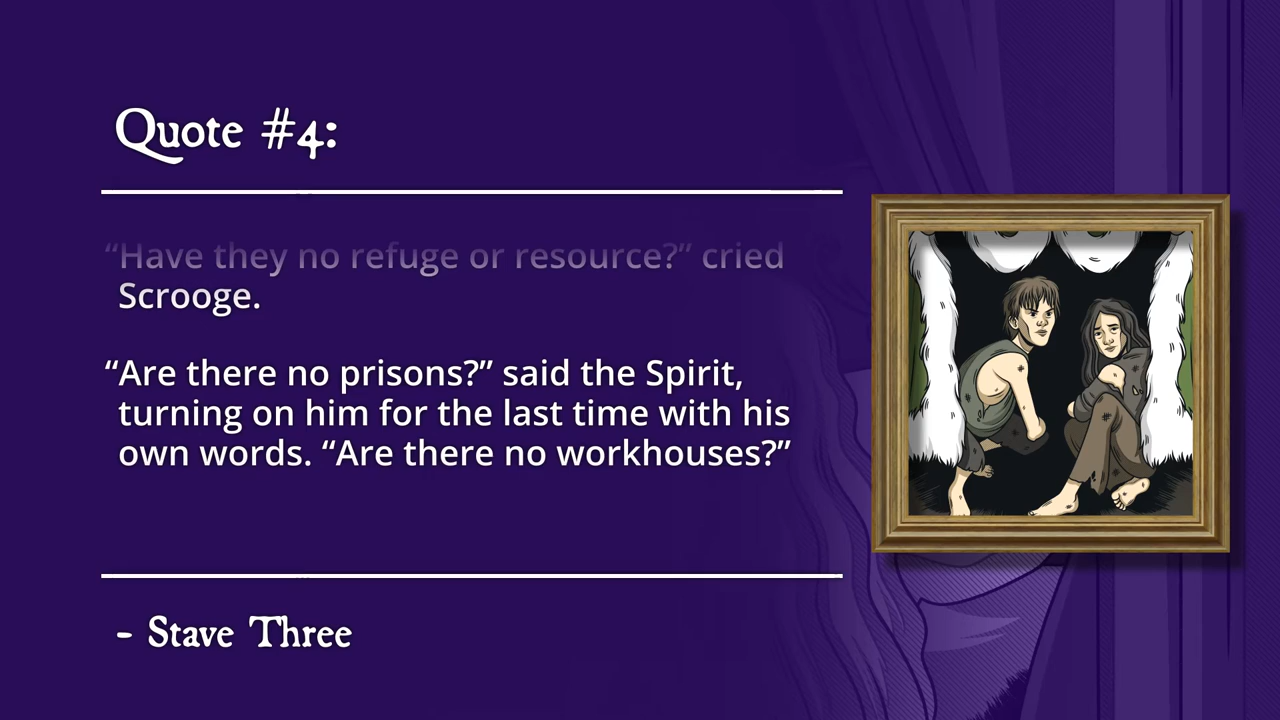 Quote #4:
“Have they no refuge or resource?” cried
Scrooge.
“Are there no prisons?” said the Spirit,
turning on him for the last time with his
own words. “Are there no workhouses?”
- Stave Three